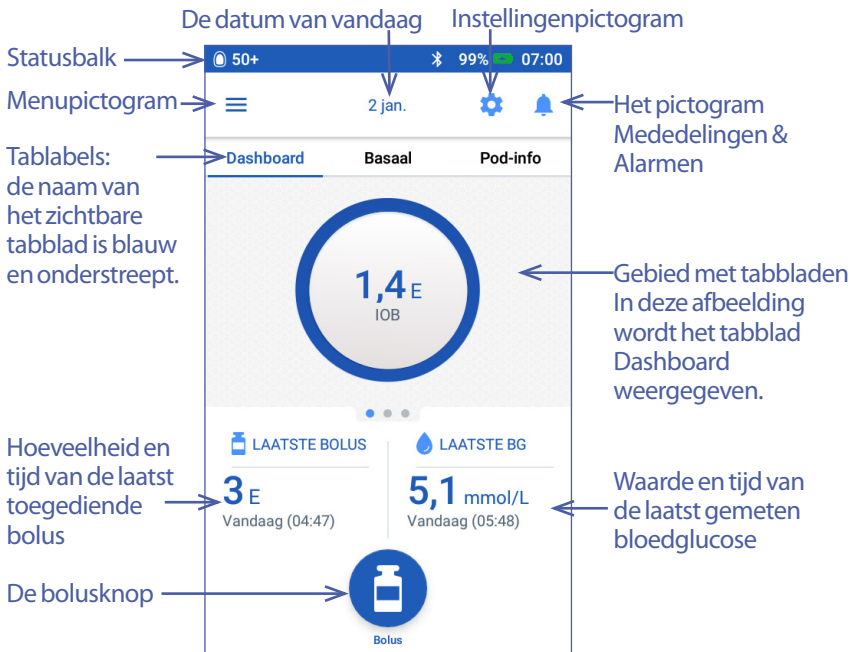 De datum van vandaag
Instellingenpictogram
Statusbalk
50+
99%
07:00
Menupictogram
2 jan.
Het pictogram
Mededelingen &
Alarmen
Tablabels:
de naam van
het zichtbare
tabblad is blauw
en onderstreept.
Dashboard
Basaal
Pod-info
1,4 E
IOB
Gebied met tabbladen
In deze afbeelding
wordt het tabblad
Dashboard
weergegeven.
Hoeveelheid en
tijd van de laatst
toegediende
bolus
LAATSTE BOLUS
3 E
Vandaag (04:47)
LAATSTE BG
5,1 mmol/L
Vandaag (05:48)
Waarde en tijd van
de laatst gemeten
bloedglucose
De bolusknop
Bolus